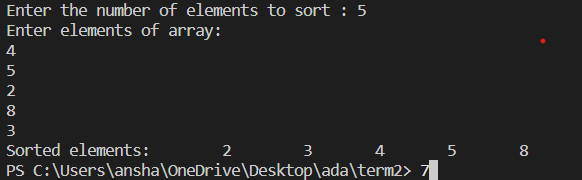 Enter the number of elements to sort : 5
Enter elements of array:
4
5
2
8
3
Sorted elements:        2       3       4       5       8
PS C:\Users\ansha\OneDrive\Desktop\ada\term2> 7